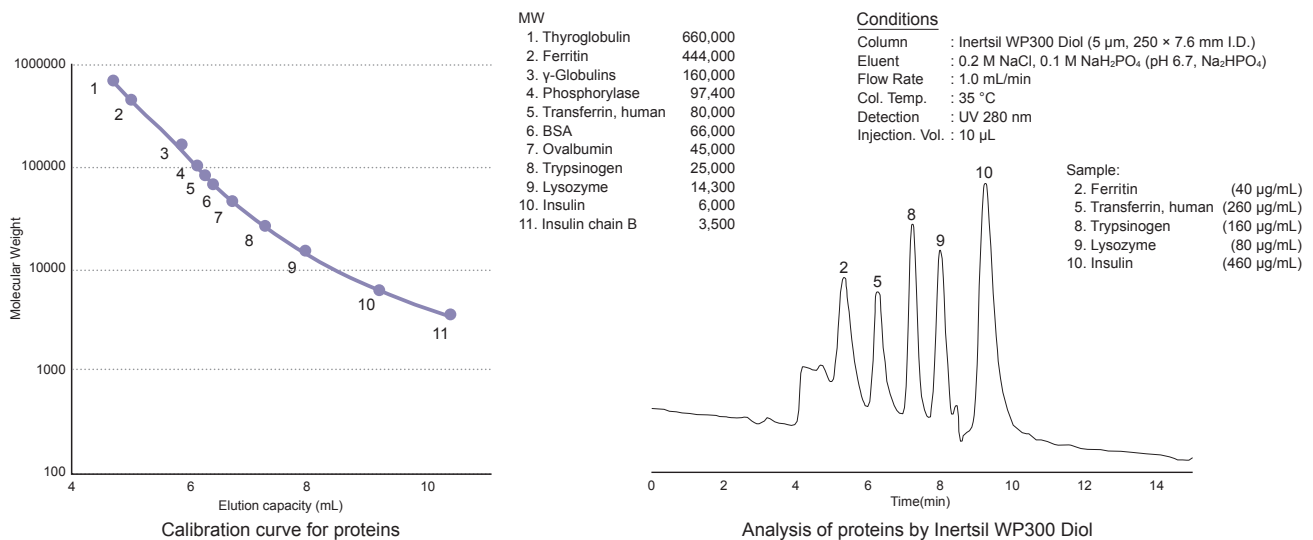 Molecular Weight
1000000
100000
10000
1000
100
1
2
3
4
5
6
7
8
9
10
11
4 6 8 10
Elution capacity (mL)
Calibration curve for proteins
MW
1. Thyroglobulin 660,000
2. Ferritin 444,000
3. γ-Globulins 160,000
4. Phosphorylase 97,400
5. Transferrin, human 80,000
6. BSA 66,000
7. Ovalbumin 45,000
8. Trypsinogen 25,000
9. Lysozyme 14,300
10. Insulin 6,000
11. Insulin chain B 3,500
Conditions
Column : Inertsil WP300 Diol (5 μm, 250 × 7.6 mm I.D.)
Eluent : 0.2 M NaCl, 0.1 M NaH₂PO₄ (pH 6.7, Na₂HPO₄)
Flow Rate : 1.0 mL/min
Col. Temp. : 35 °C
Detection : UV 280 nm
Injection. Vol. : 10 μL
Sample:
2. Ferritin (40 μg/mL)
5. Transferrin, human (260 μg/mL)
8. Trypsinogen (160 μg/mL)
9. Lysozyme (80 μg/mL)
10. Insulin (460 μg/mL)
2
5
8
9
10
0 2 4 6 8 10 12 14
Time(min)
Analysis of proteins by Inertsil WP300 Diol